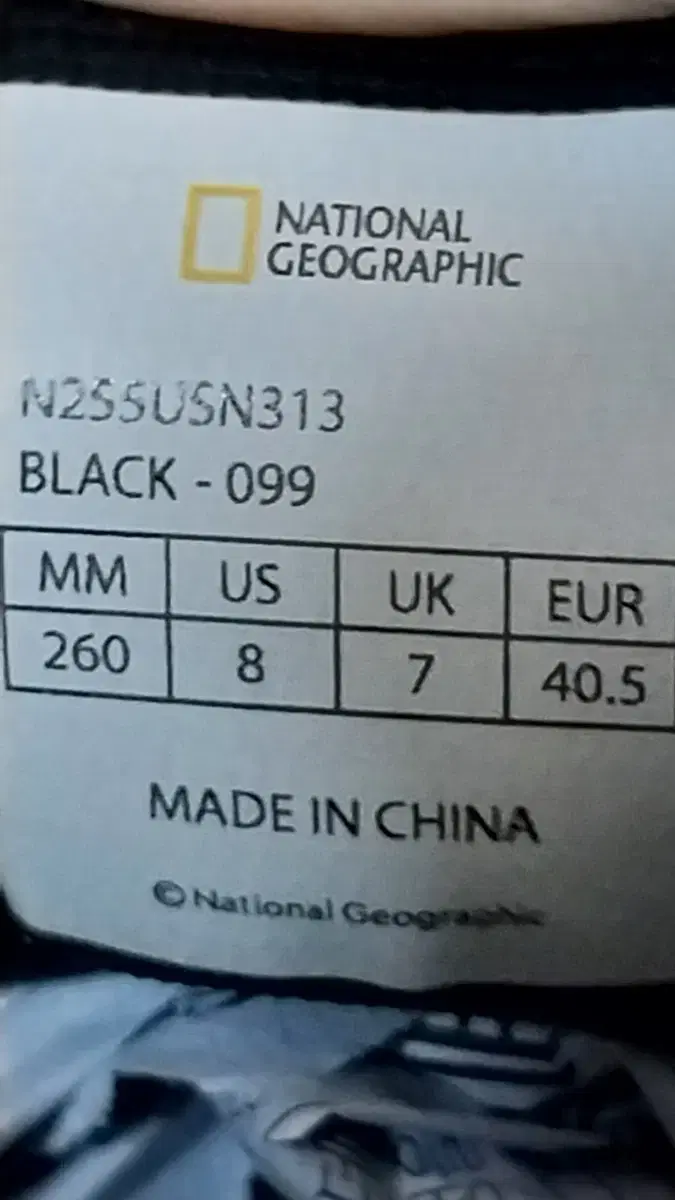 NATIONAL
GEOGRAPHIC
N255USN313
BLACK - 099
MM US UK EUR
260 8 7 40.5
MADE IN CHINA
© National Geographic